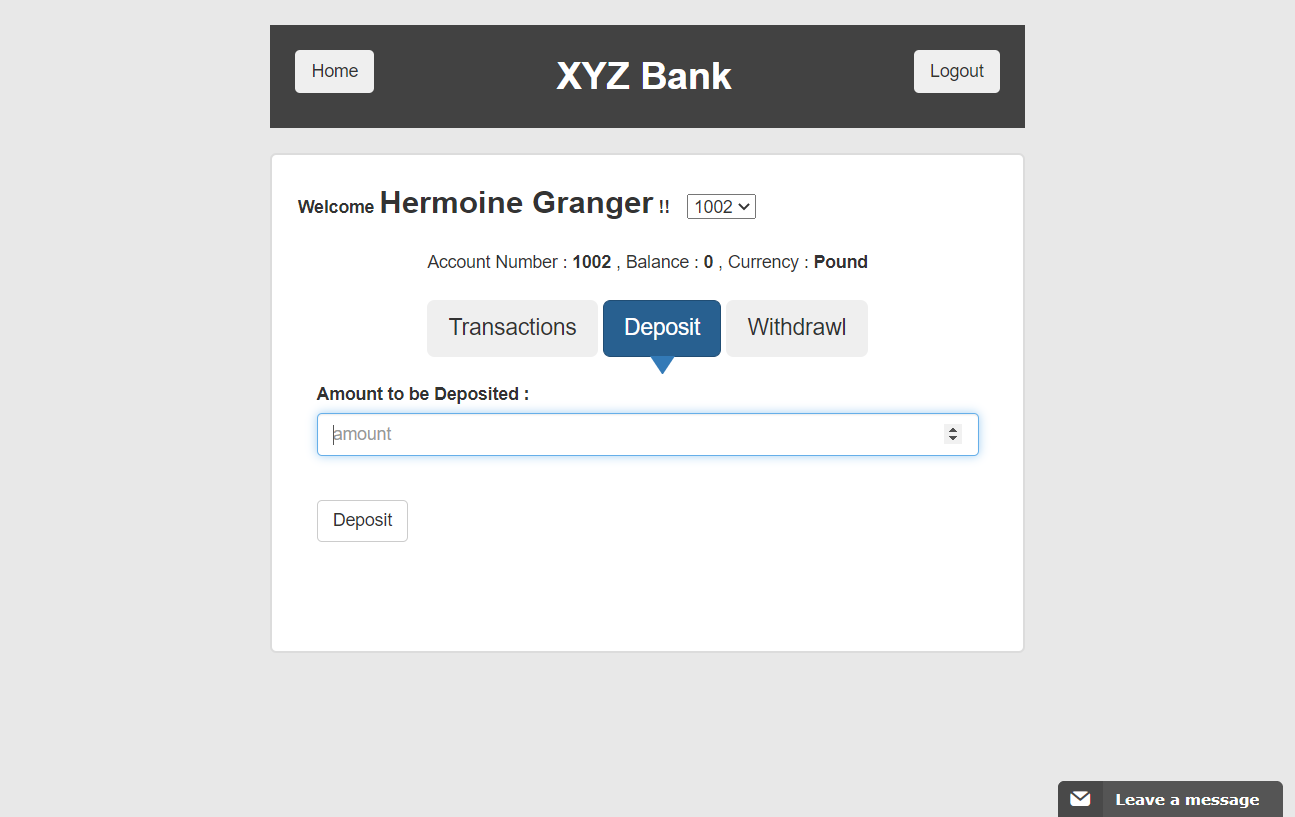 Home XYZ Bank Logout
Welcome Hermoine Granger !! 1002
Account Number : 1002 , Balance : 0 , Currency : Pound
Transactions Deposit Withdrawl
Amount to be Deposited :
amount
Deposit
Leave a message